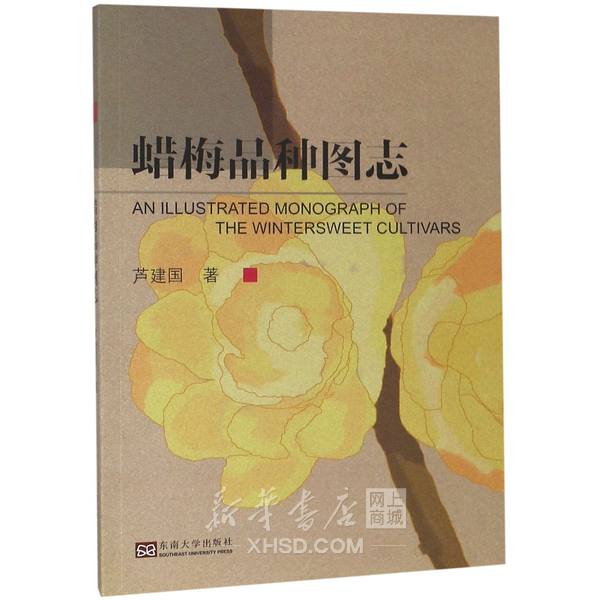 蜡梅品种图志
AN ILLUSTRATED MONOGRAPH OF
THE WINTERSWEET CULTIVARS
芦建国 著
新华书店 网上商城
XHSD.COM
东南大学出版社
SOUTHEAST UNIVERSITY PRESS